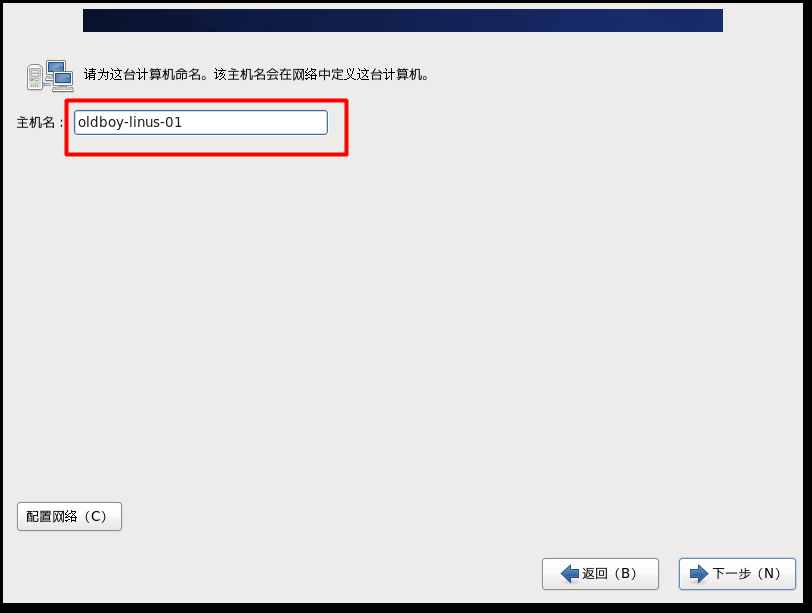 请为这台计算机命名。该主机名会在网络中定义这台计算机。
主机名：oldboy-linus-01
配置网络（C）
返回（B）
下一步（N）